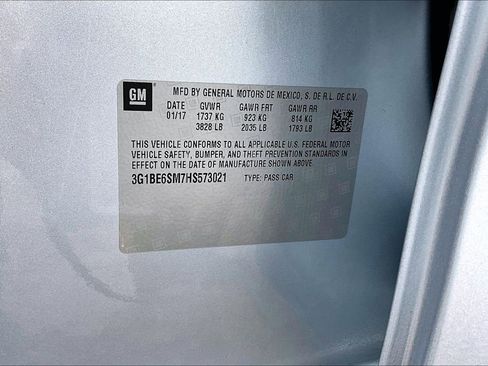 GM
MFD BY GENERAL MOTORS DE MEXICO, S. DE R.L. DE C.V.
DATE GVWR GAWR FRT GAWR RR
01/17 1737 KG 923 KG 814 KG
3828 LB 2035 LB 1793 LB
THIS VEHICLE CONFORMS TO ALL APPLICABLE U.S. FEDERAL MOTOR
VEHICLE SAFETY, BUMPER, AND THEFT PREVENTION STANDARDS IN
EFFECT ON THE DATE OF MANUFACTURE SHOWN ABOVE.
3G1BE6SM7HS573021 TYPE: PASS CAR